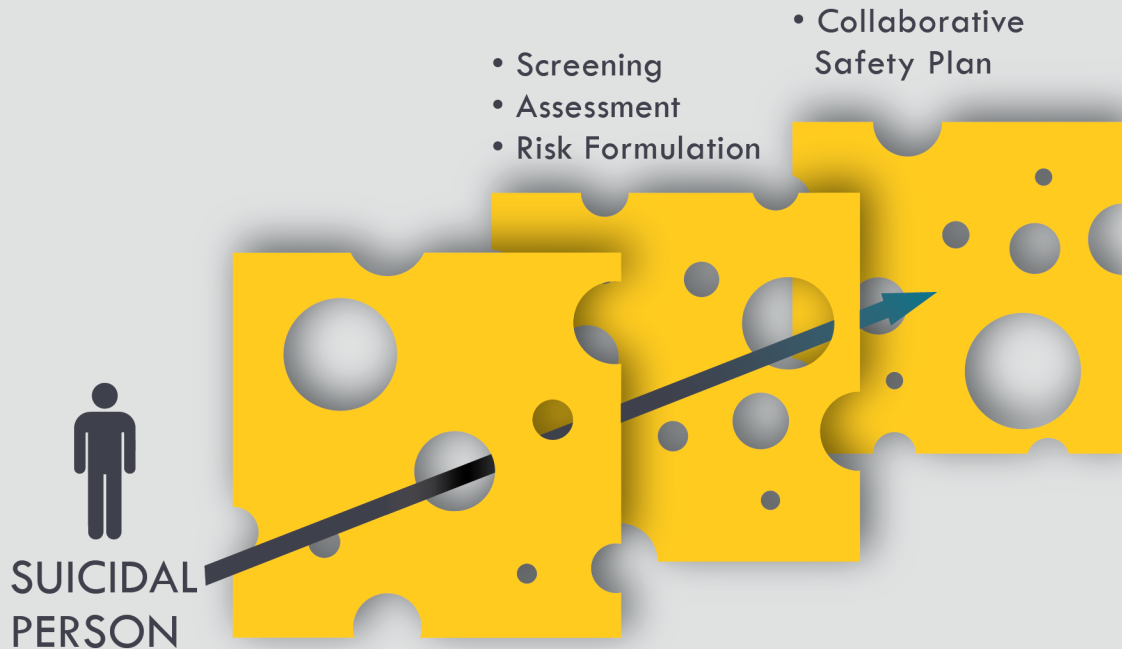 • Collaborative
Safety Plan
• Screening
• Assessment
• Risk Formulation
SUICIDAL
PERSON